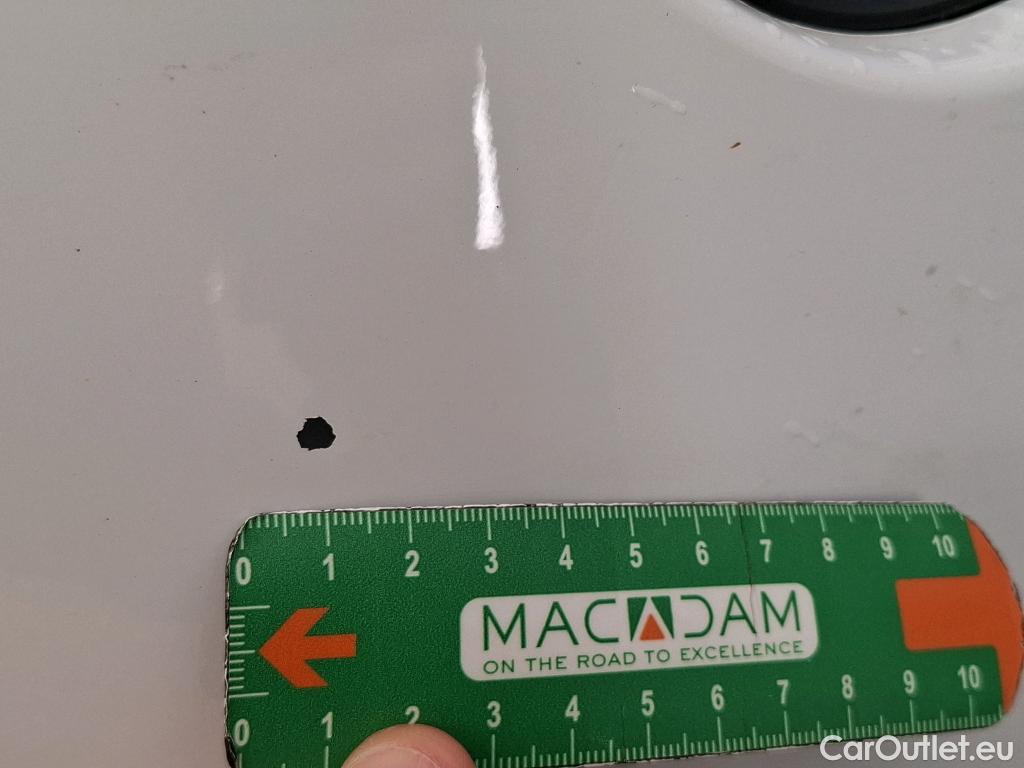 0 1 2 3 4 5 6 7 8 9 10
MACADAM
ON THE ROAD TO EXCELLENCE
0 1 2 3 4 5 6 7 8 9 10
CarOutlet.eu